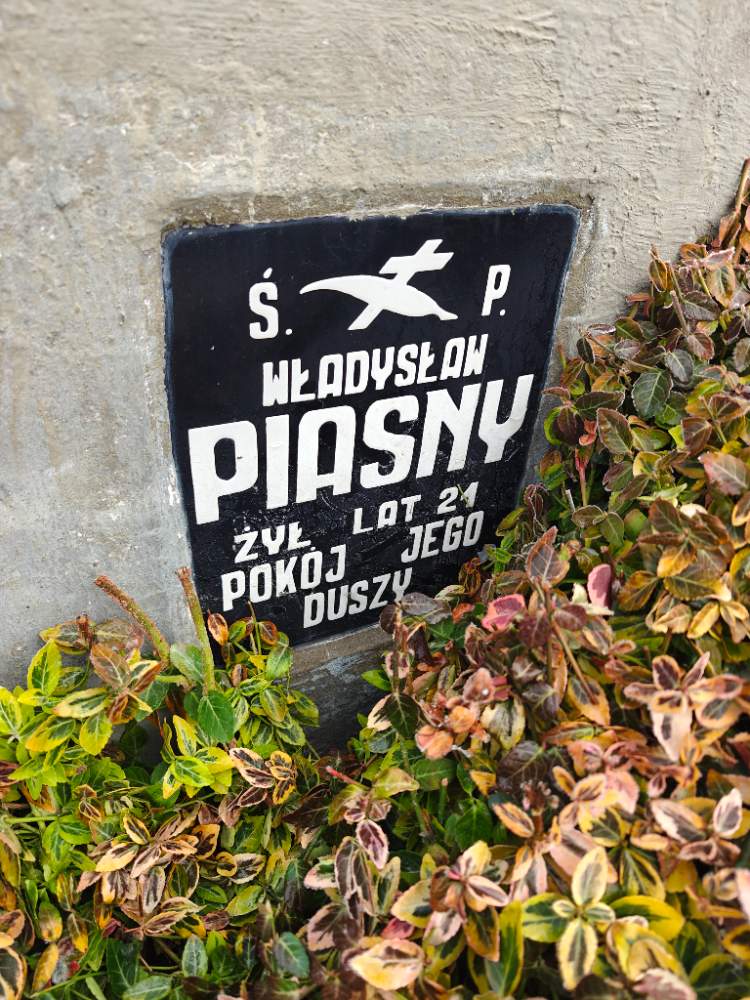 Ś. P.
WŁADYSŁAW
PIASNY
ŻYŁ LAT 21
POKÓJ JEGO
DUSZY